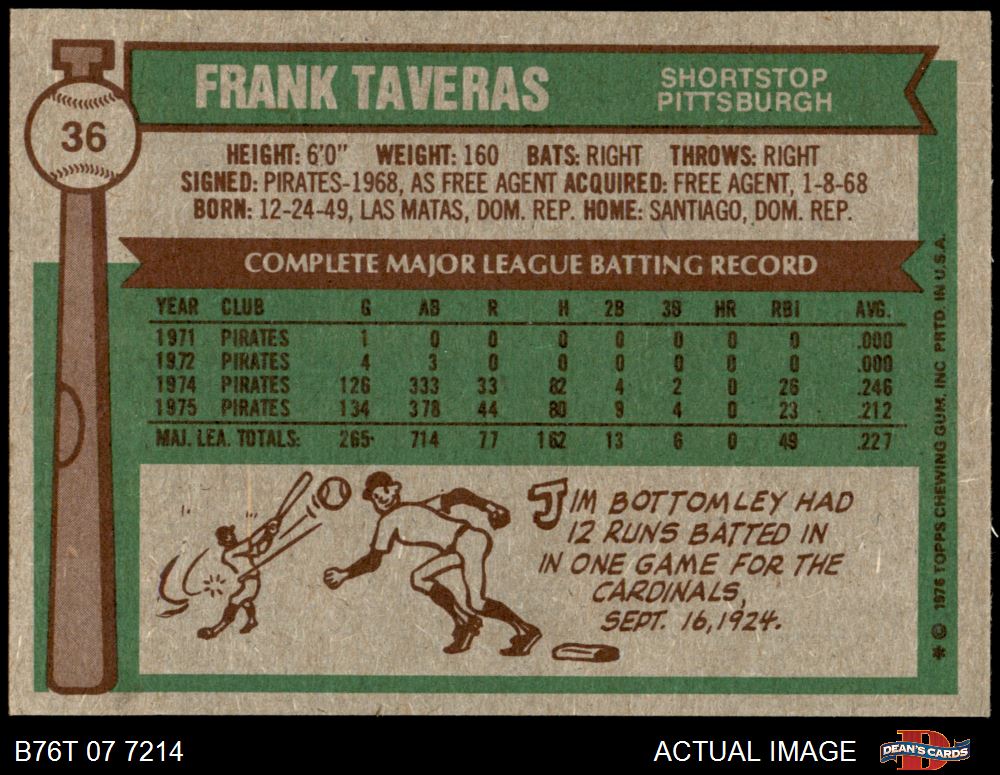 36
FRANK TAVERAS
SHORTSTOP
PITTSBURGH
HEIGHT: 6'0" WEIGHT: 160 BATS: RIGHT THROWS: RIGHT
SIGNED: PIRATES-1968, AS FREE AGENT ACQUIRED: FREE AGENT, 1-8-68
BORN: 12-24-49, LAS MATAS, DOM. REP. HOME: SANTIAGO, DOM. REP.
COMPLETE MAJOR LEAGUE BATTING RECORD
YEAR CLUB G AB R H 2B 3B HR RBI AVG.
1971 PIRATES 1 0 0 0 0 0 0 0 .000
1972 PIRATES 4 3 0 0 0 0 0 0 .000
1974 PIRATES 126 333 33 82 4 2 0 26 .246
1975 PIRATES 134 378 44 80 9 4 0 23 .212
MAJ. LEA. TOTALS: 265 714 77 162 13 6 0 49 .227
JIM BOTTOMLEY HAD
12 RUNS BATTED IN
IN ONE GAME FOR THE
CARDINALS,
SEPT. 16, 1924.
* © 1976 TOPPS CHEWING GUM, INC PRTD. IN U.S.A.
B76T 07 7214
ACTUAL IMAGE
D
DEAN'S CARDS